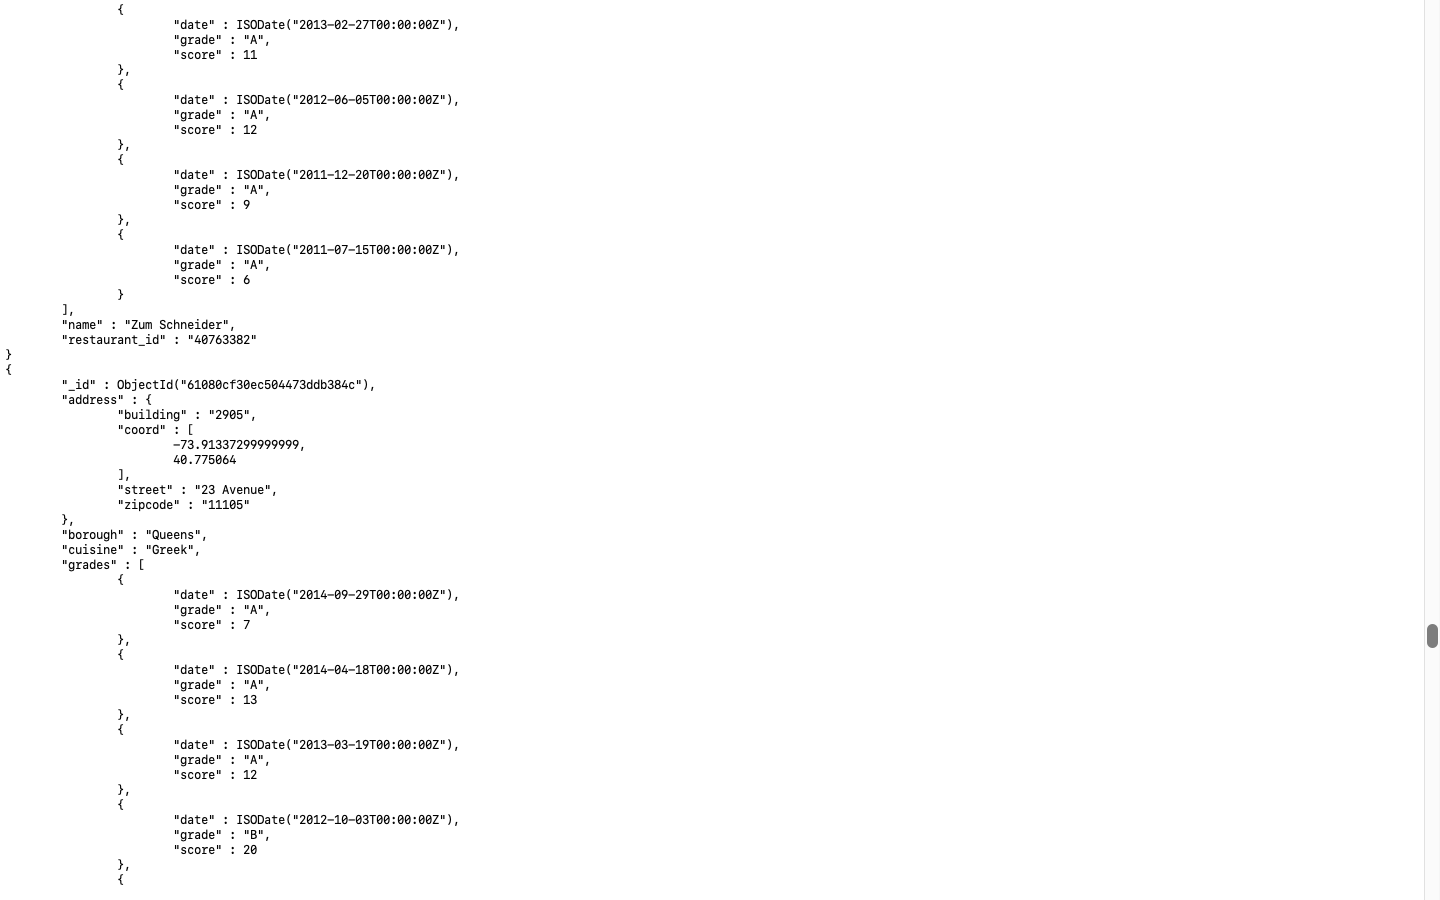 {
"date" : ISODate("2013-02-27T00:00:00Z"),
"grade" : "A",
"score" : 11
},
{
"date" : ISODate("2012-06-05T00:00:00Z"),
"grade" : "A",
"score" : 12
},
{
"date" : ISODate("2011-12-20T00:00:00Z"),
"grade" : "A",
"score" : 9
},
{
"date" : ISODate("2011-07-15T00:00:00Z"),
"grade" : "A",
"score" : 6
}
],
"name" : "Zum Schneider",
"restaurant_id" : "40763382"
}
{
"_id" : ObjectId("61080cf30ec504473ddb384c"),
"address" : {
"building" : "2905",
"coord" : [
-73.91337299999999,
40.775064
],
"street" : "23 Avenue",
"zipcode" : "11105"
},
"borough" : "Queens",
"cuisine" : "Greek",
"grades" : [
{
"date" : ISODate("2014-09-29T00:00:00Z"),
"grade" : "A",
"score" : 7
},
{
"date" : ISODate("2014-04-18T00:00:00Z"),
"grade" : "A",
"score" : 13
},
{
"date" : ISODate("2013-03-19T00:00:00Z"),
"grade" : "A",
"score" : 12
},
{
"date" : ISODate("2012-10-03T00:00:00Z"),
"grade" : "B",
"score" : 20
},
{